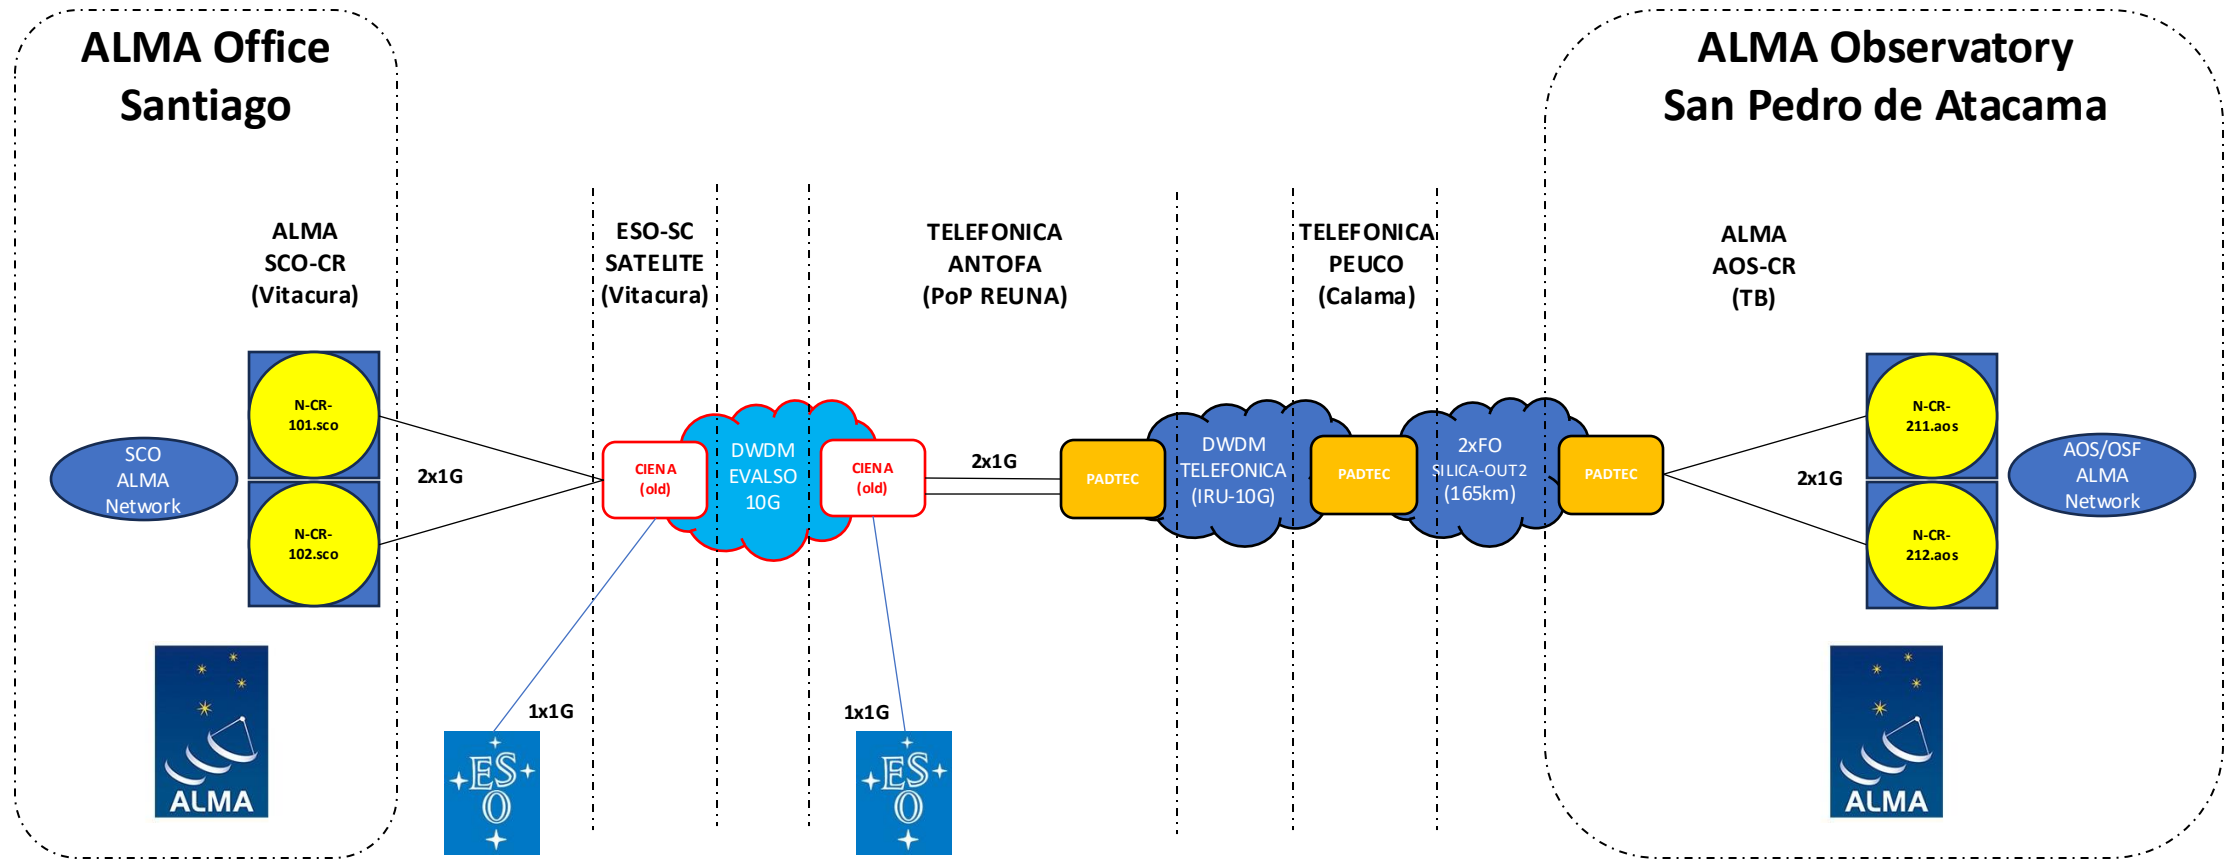 ALMA Office
Santiago
ALMA Observatory
San Pedro de Atacama
ALMA
SCO-CR
(Vitacura)
ESO-SC
SATELITE
(Vitacura)
TELEFONICA
ANTOFA
(PoP REUNA)
TELEFONICA
PEUCO
(Calama)
ALMA
AOS-CR
(TB)
SCO
ALMA
Network
N-CR-
101.sco
N-CR-
102.sco
2x1G
CIENA
(old)
DWDM
EVALSO
10G
CIENA
(old)
2x1G
PADTEC
DWDM
TELEFONICA
(IRU-10G)
PADTEC
2xFO
SILICA-OUT2
(165km)
PADTEC
2x1G
N-CR-
211.aos
N-CR-
212.aos
AOS/OSF
ALMA
Network
1x1G
1x1G
ALMA
ES
O
ES
O
ALMA